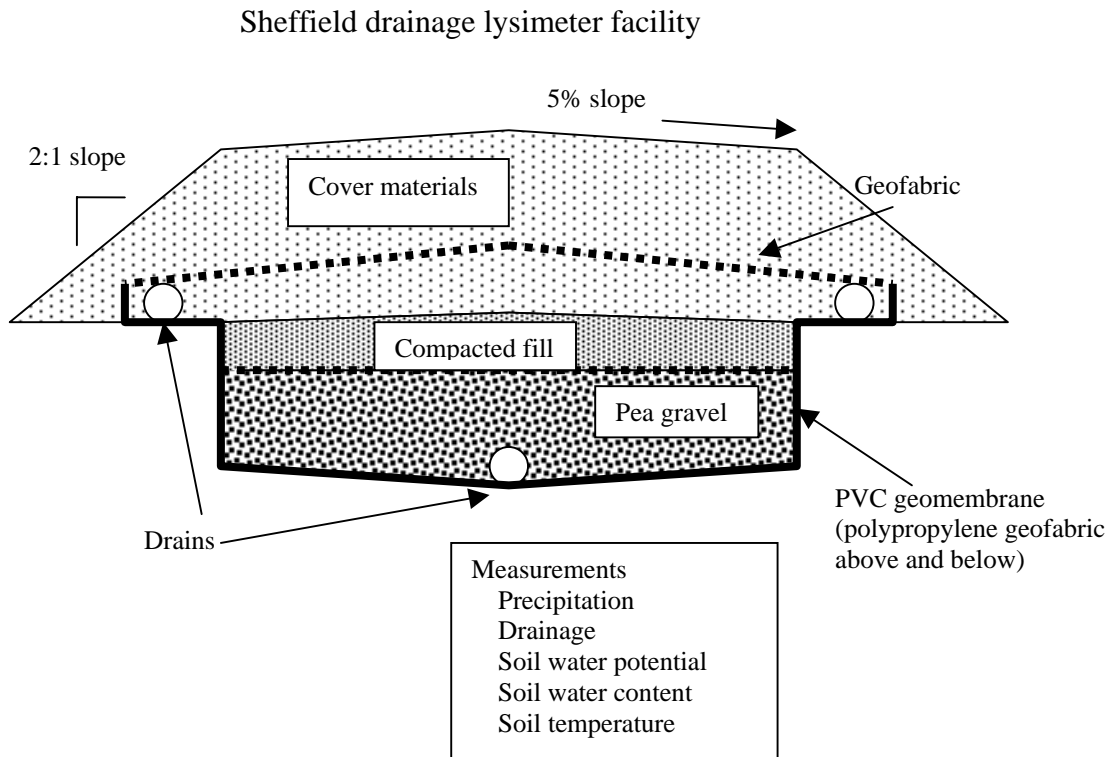 Sheffield drainage lysimeter facility
5% slope
2:1 slope
Cover materials
Geofabric
Compacted fill
Pea gravel
Drains
PVC geomembrane
(polypropylene geofabric
above and below)
Measurements
Precipitation
Drainage
Soil water potential
Soil water content
Soil temperature